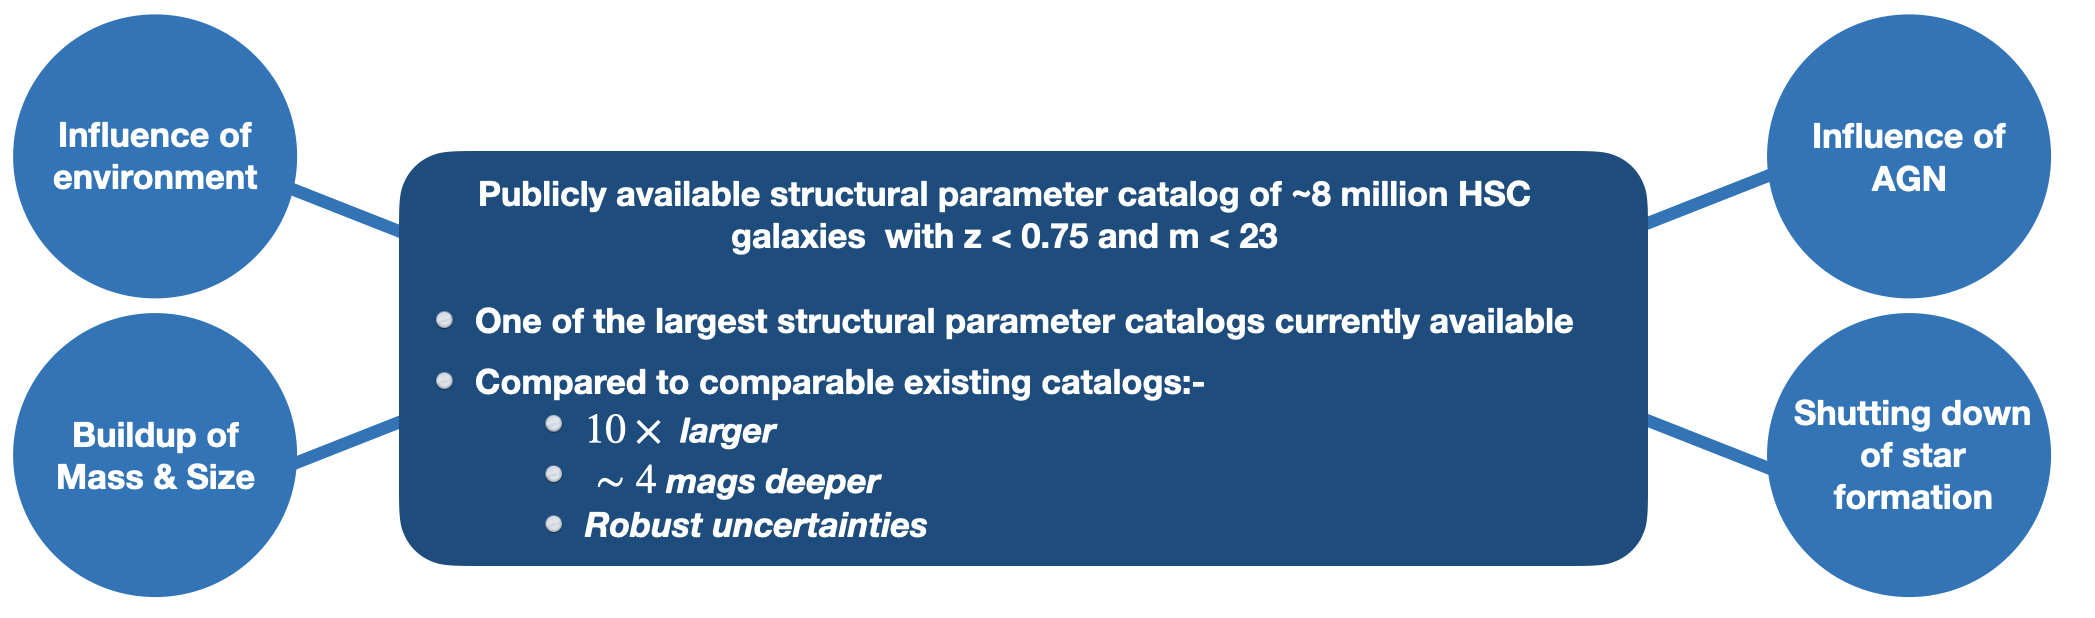 Influence of
environment
Buildup of
Mass & Size
Publicly available structural parameter catalog of ~8 million HSC
galaxies with z < 0.75 and m < 23
One of the largest structural parameter catalogs currently available
Compared to comparable existing catalogs:-
10 × larger
~ 4 mags deeper
Robust uncertainties
Influence of
AGN
Shutting down
of star
formation